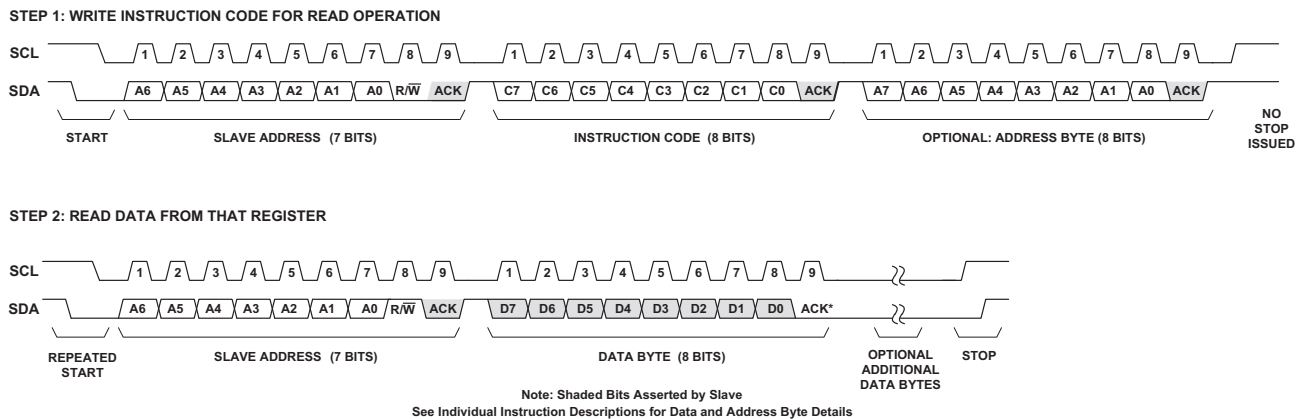 STEP 1: WRITE INSTRUCTION CODE FOR READ OPERATION
SCL 1 2 3 4 5 6 7 8 9 1 2 3 4 5 6 7 8 9 1 2 3 4 5 6 7 8 9
SDA A6 A5 A4 A3 A2 A1 A0 R/W̅ ACK C7 C6 C5 C4 C3 C2 C1 C0 ACK A7 A6 A5 A4 A3 A2 A1 A0 ACK
START SLAVE ADDRESS (7 BITS) INSTRUCTION CODE (8 BITS) OPTIONAL: ADDRESS BYTE (8 BITS)
NO
STOP
ISSUED
STEP 2: READ DATA FROM THAT REGISTER
SCL 1 2 3 4 5 6 7 8 9 1 2 3 4 5 6 7 8 9
SDA A6 A5 A4 A3 A2 A1 A0 R/W̅ ACK D7 D6 D5 D4 D3 D2 D1 D0 ACK*
REPEATED
START
SLAVE ADDRESS (7 BITS)
DATA BYTE (8 BITS)
OPTIONAL
ADDITIONAL
DATA BYTES
STOP
Note: Shaded Bits Asserted by Slave
See Individual Instruction Descriptions for Data and Address Byte Details